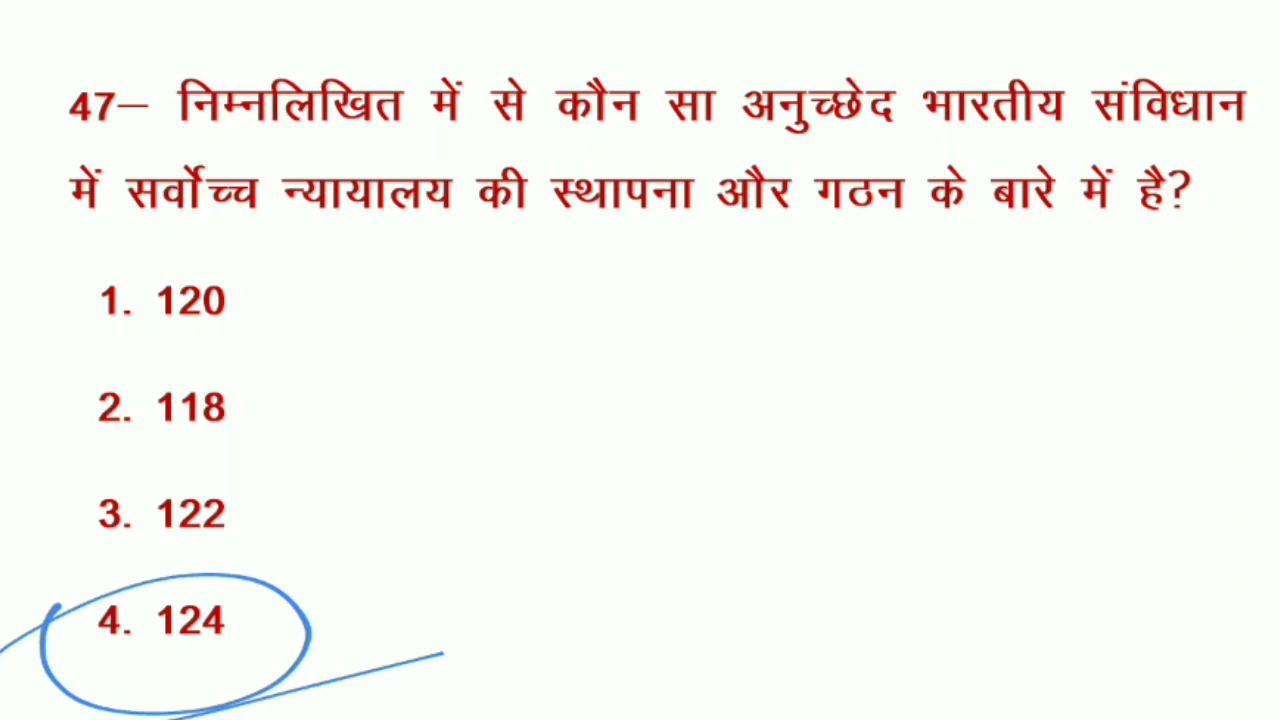 47– निम्नलिखित में से कौन सा अनुच्छेद भारतीय संविधान
में सर्वोच्च न्यायालय की स्थापना और गठन के बारे में है?
1. 120
2. 118
3. 122
4. 124